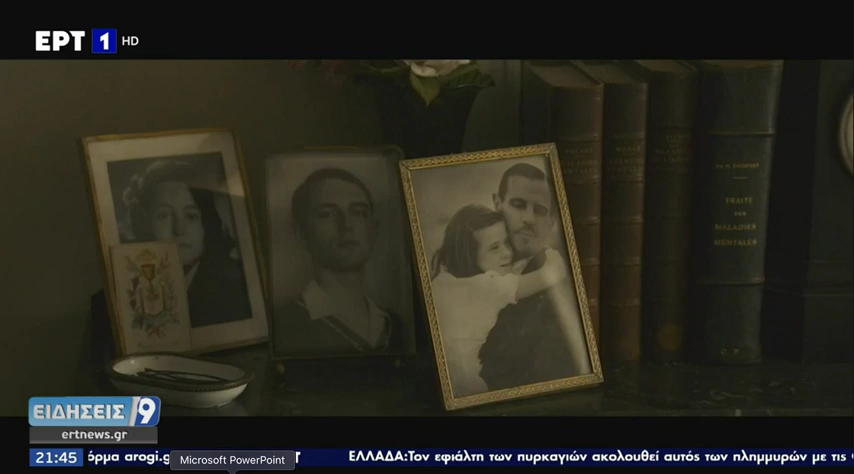 ΕΡΤ 1 HD
TRAITÉ
DES
MALADIES
MENTALES
ΕΙΔΗΣΕΙΣ 9
ertnews.gr
21:45 όρμα arogi.g Τ ΕΛΛΑΔΑ:Τον εφιάλτη των πυρκαγιών ακολουθεί αυτός των πλημμυρών με τις
Microsoft PowerPoint